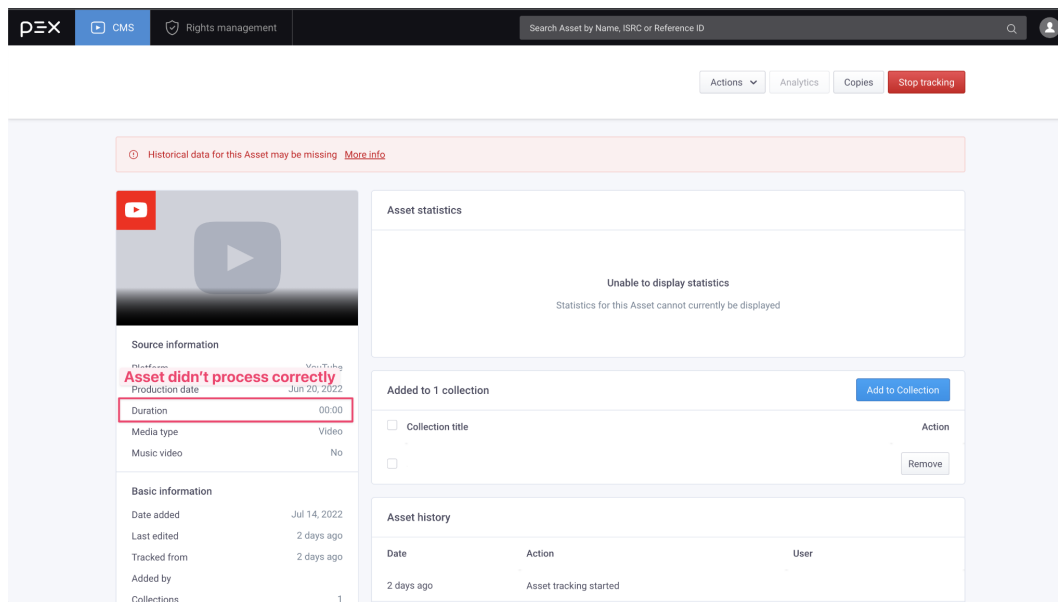 pex CMS Rights management Search Asset by Name, ISRC or Reference ID
Actions Analytics Copies Stop tracking
Historical data for this Asset may be missing More info
Asset statistics
Unable to display statistics
Statistics for this Asset cannot currently be displayed
Source information
Platform YouTube
Asset didn't process correctly
Production date Jun 20, 2022
Duration 00:00
Media type Video
Music video No
Basic information
Date added Jul 14, 2022
Last edited 2 days ago
Tracked from 2 days ago
Added by
Collections 1
Added to 1 collection Add to Collection
Collection title Action
Remove
Asset history
Date Action User
2 days ago Asset tracking started